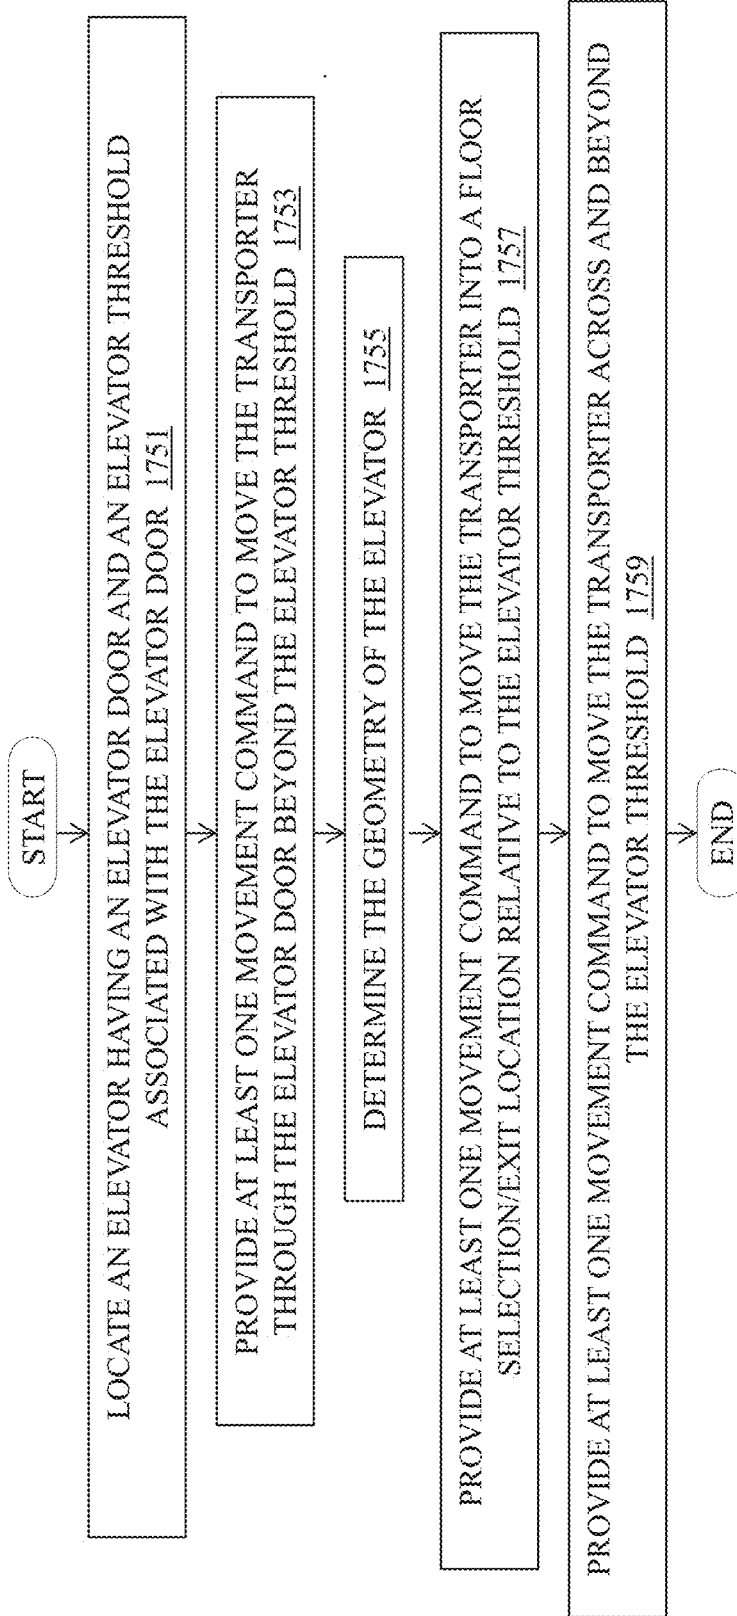 START
LOCATE AN ELEVATOR HAVING AN ELEVATOR DOOR AND AN ELEVATOR THRESHOLD
ASSOCIATED WITH THE ELEVATOR DOOR 1751
PROVIDE AT LEAST ONE MOVEMENT COMMAND TO MOVE THE TRANSPORTER
THROUGH THE ELEVATOR DOOR BEYOND THE ELEVATOR THRESHOLD 1753
DETERMINE THE GEOMETRY OF THE ELEVATOR 1755
PROVIDE AT LEAST ONE MOVEMENT COMMAND TO MOVE THE TRANSPORTER INTO A FLOOR
SELECTION/EXIT LOCATION RELATIVE TO THE ELEVATOR THRESHOLD 1757
PROVIDE AT LEAST ONE MOVEMENT COMMAND TO MOVE THE TRANSPORTER ACROSS AND BEYOND
THE ELEVATOR THRESHOLD 1759
END